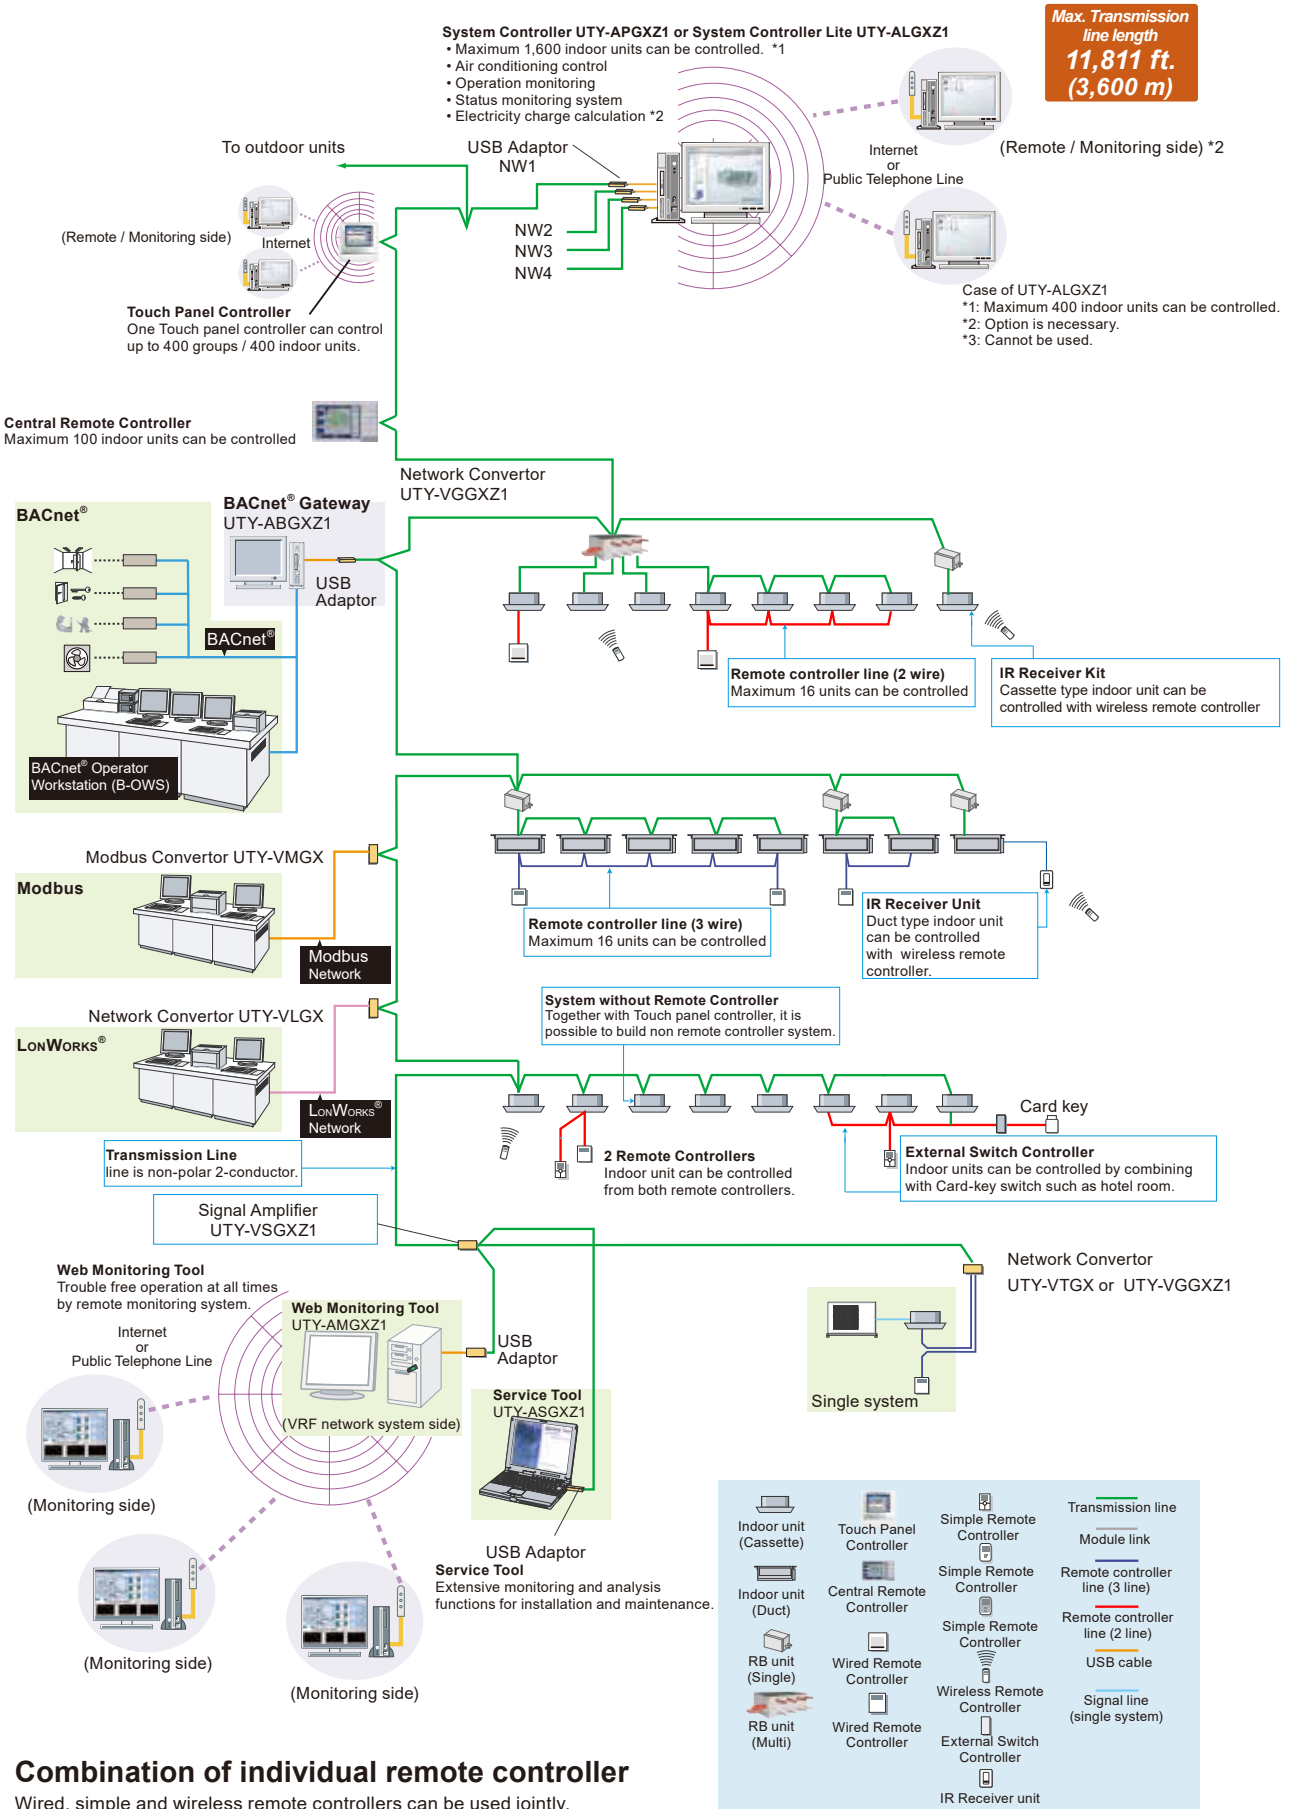 Max. Transmission
line length
11,811 ft.
(3,600 m)
System Controller UTY-APGXZ1 or System Controller Lite UTY-ALGXZ1
• Maximum 1,600 indoor units can be controlled. *1
• Air conditioning control
• Operation monitoring
• Status monitoring system
• Electricity charge calculation *2
To outdoor units
USB Adaptor
NW1
NW2
NW3
NW4
Internet
or
Public Telephone Line
(Remote / Monitoring side) *2
Case of UTY-ALGXZ1
*1: Maximum 400 indoor units can be controlled.
*2: Option is necessary.
*3: Cannot be used.
(Remote / Monitoring side)
Internet
Touch Panel Controller
One Touch panel controller can control
up to 400 groups / 400 indoor units.
Central Remote Controller
Maximum 100 indoor units can be controlled
Network Convertor
UTY-VGGXZ1
BACnet®
BACnet® Gateway
UTY-ABGXZ1
USB
Adaptor
BACnet®
BACnet® Operator
Workstation (B-OWS)
Remote controller line (2 wire)
Maximum 16 units can be controlled
IR Receiver Kit
Cassette type indoor unit can be
controlled with wireless remote controller
Modbus Convertor UTY-VMGX
Modbus
Modbus
Network
Remote controller line (3 wire)
Maximum 16 units can be controlled
IR Receiver Unit
Duct type indoor unit
can be controlled
with wireless remote
controller.
Network Convertor UTY-VLGX
LONWORKS®
LONWORKS®
Network
System without Remote Controller
Together with Touch panel controller, it is
possible to build non remote controller system.
Card key
Transmission Line
line is non-polar 2-conductor.
2 Remote Controllers
Indoor unit can be controlled
from both remote controllers.
External Switch Controller
Indoor units can be controlled by combining
with Card-key switch such as hotel room.
Signal Amplifier
UTY-VSGXZ1
Network Convertor
UTY-VTGX or UTY-VGGXZ1
Single system
Web Monitoring Tool
Trouble free operation at all times
by remote monitoring system.
Internet
or
Public Telephone Line
Web Monitoring Tool
UTY-AMGXZ1
USB
Adaptor
(VRF network system side)
Service Tool
UTY-ASGXZ1
(Monitoring side)
(Monitoring side)
(Monitoring side)
USB Adaptor
Service Tool
Extensive monitoring and analysis
functions for installation and maintenance.
Indoor unit
(Cassette)
Indoor unit
(Duct)
RB unit
(Single)
RB unit
(Multi)
Touch Panel
Controller
Central Remote
Controller
Wired Remote
Controller
Wired Remote
Controller
Simple Remote
Controller
Simple Remote
Controller
Simple Remote
Controller
Wireless Remote
Controller
External Switch
Controller
IR Receiver unit
Transmission line
Module link
Remote controller
line (3 line)
Remote controller
line (2 line)
USB cable
Signal line
(single system)
Combination of individual remote controller
Wired, simple and wireless remote controllers can be used jointly.